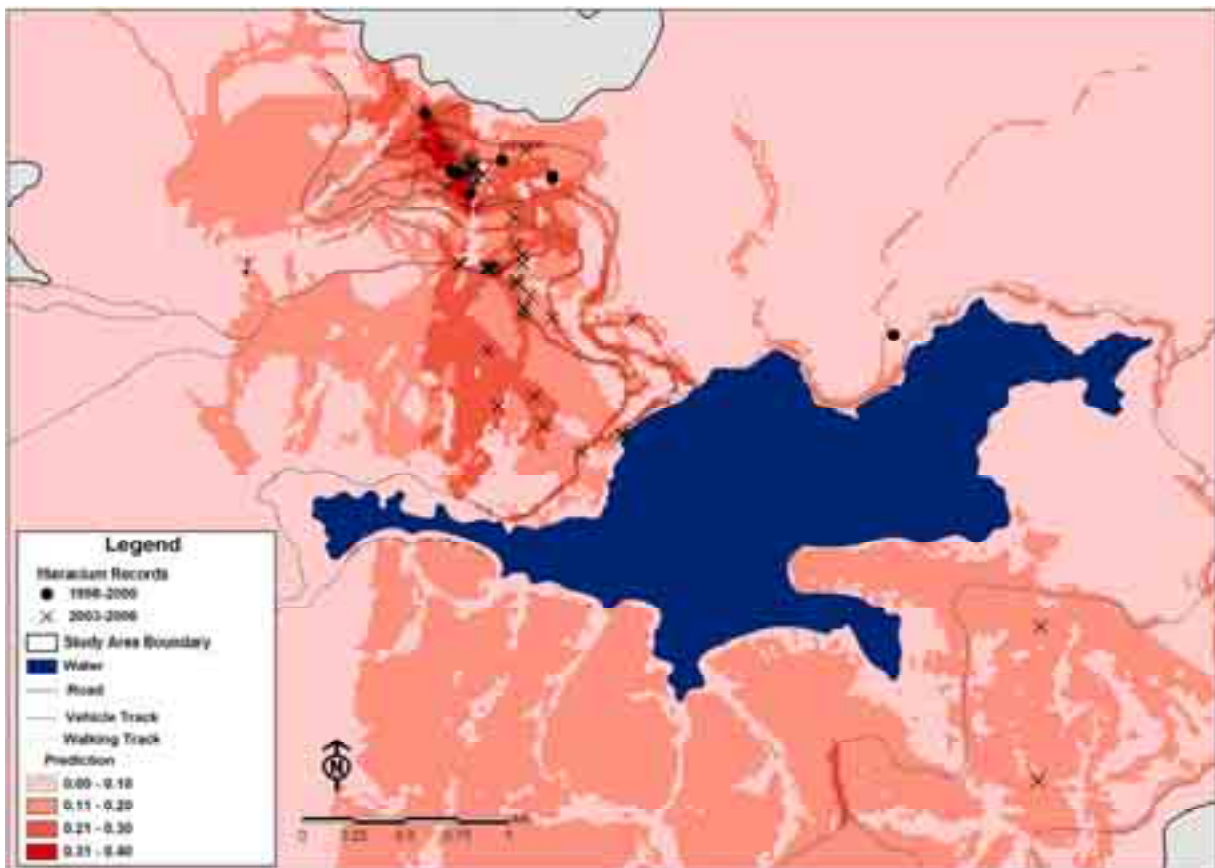 Legend
Hieracium Records
1998-2000
2003-2006
Study Area Boundary
Water
Road
Vehicle Track
Walking Track
Prediction
0.00 - 0.10
0.11 - 0.20
0.21 - 0.30
0.31 - 0.40
N
0 0.25 0.5 0.75 1